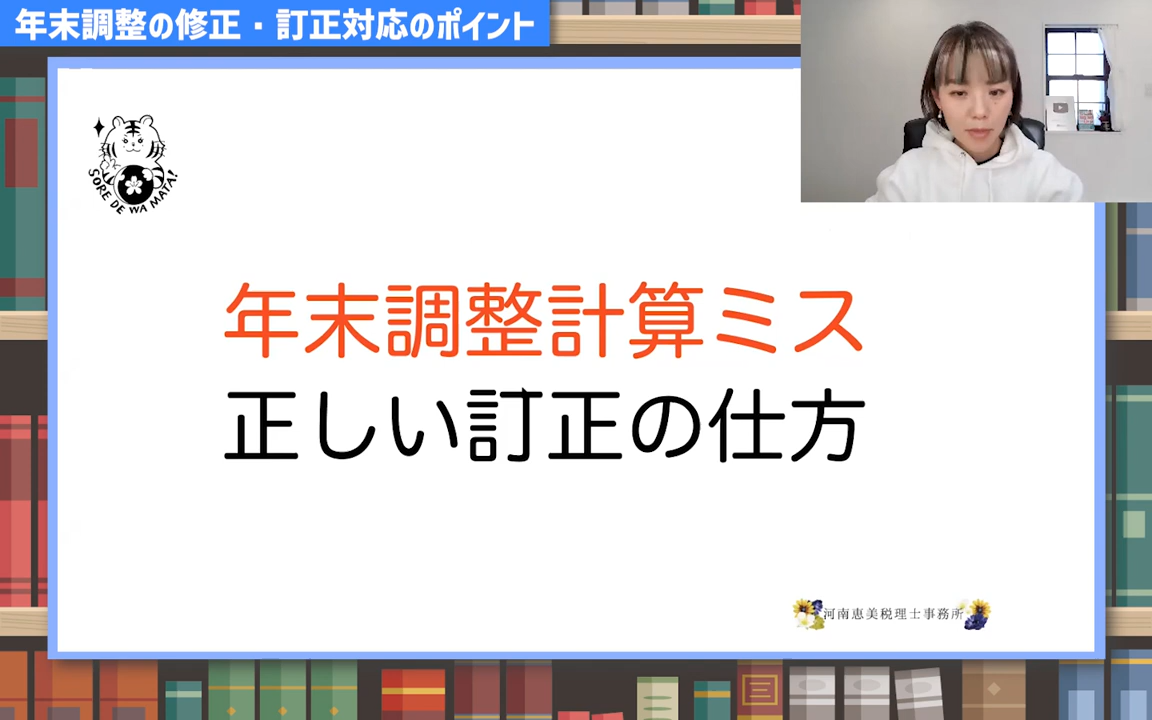 年末調整の修正・訂正対応のポイント
SORE DE WA MATA!
年末調整計算ミス
正しい訂正の仕方
河南恵美税理士事務所